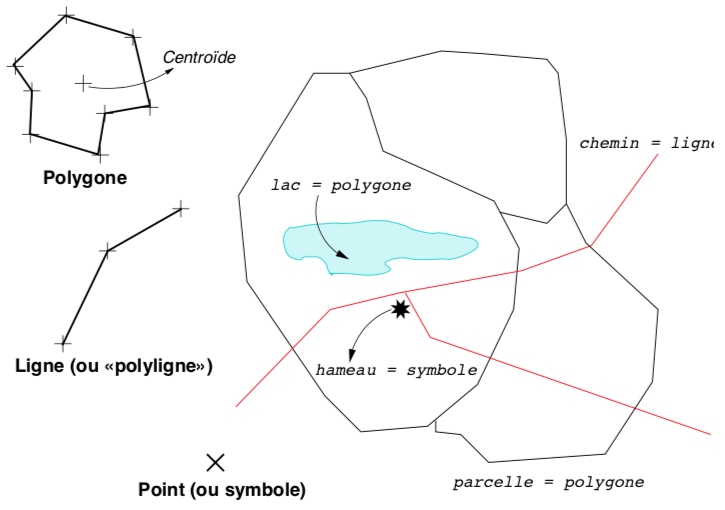 Centroïde
Polygone
chemin = ligne
lac = polygone
Ligne (ou «polyligne»)
hameau = symbole
Point (ou symbole)
parcelle = polygone